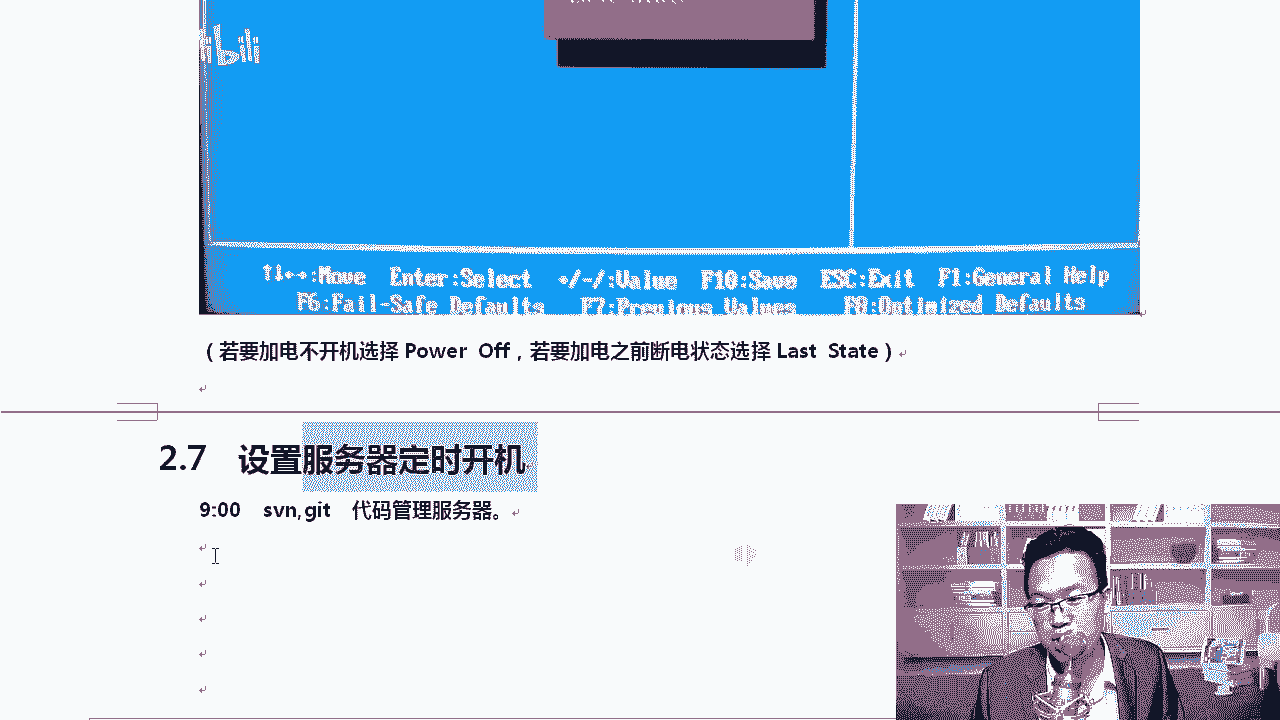 bili
↑↓←→:Move Enter:Select +/-/:Value F10:Save ESC:Exit F1:General Help
F6:Fail-Safe Defaults F7:Previous Values F8:Optimized Defaults
（若要加电不开机选择 Power Off，若要加电之前断电状态选择 Last State）
2.7 设置服务器定时开机
9:00 svn,git 代码管理服务器。